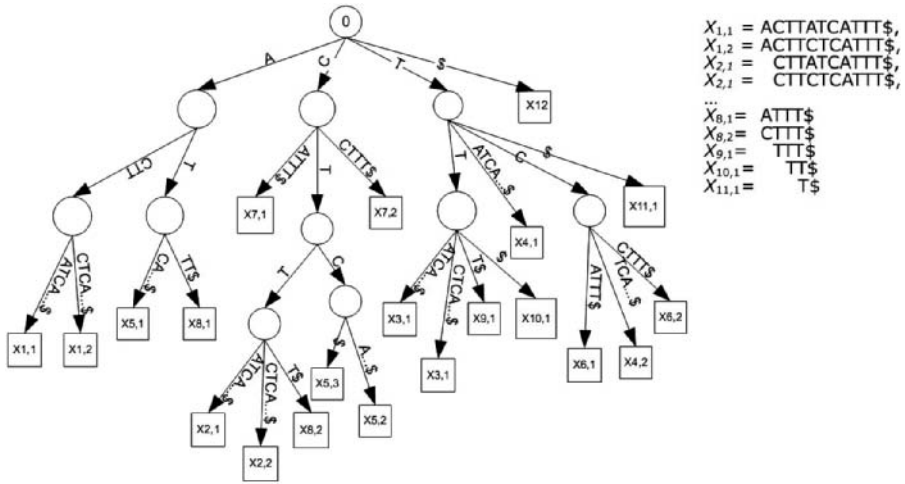 0
A
C
T
$
X12
CTT
T
ATTT$
T
CTTT$
T
ATCA...$
C
$
X7,1
X7,2
X4,1
X11,1
ATCA......$
CTCA......$
CA......$
TT$
T
C
ATCA......$
CTCA......$
T$
$
ATTT$
TCA...$
CTTT$
X1,1
X1,2
X5,1
X8,1
X3,1
X9,1
X10,1
X6,2
$
A...$
X3,1
X6,1
X4,2
ATCA......$
CTCA...$
T$
X5,3
X5,2
X2,1
X8,2
X2,2
X1,1 = ACTTATCATTT$,
X1,2 = ACTTCTCATTT$,
X2,1 = CTTATCATTT$,
X2,1 = CTTCTCATTT$,
...
X8,1= ATTT$
X8,2= CTTT$
X9,1= TTT$
X10,1= TT$
X11,1= T$